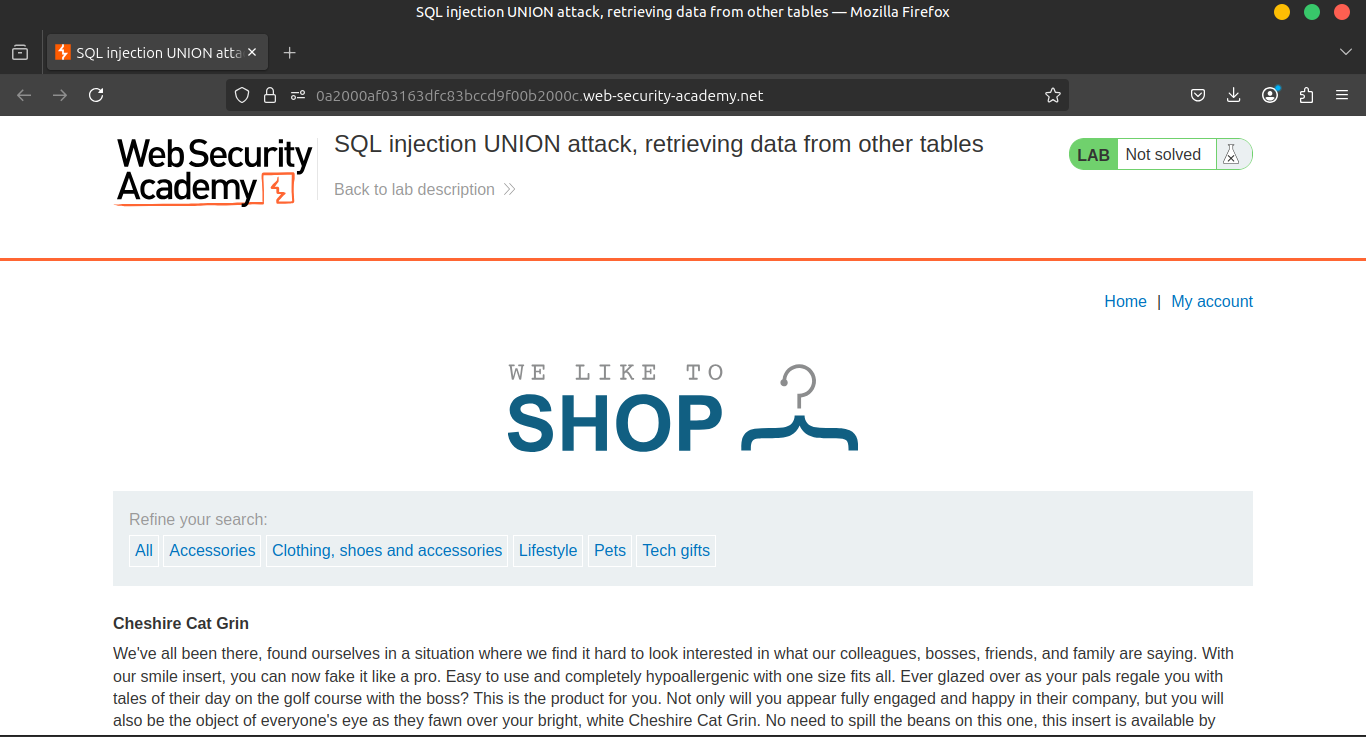 SQL injection UNION attack, retrieving data from other tables — Mozilla Firefox
SQL injection UNION atta
0a2000af03163dfc83bccd9f00b2000c.web-security-academy.net
Web Security
Academy
SQL injection UNION attack, retrieving data from other tables
Back to lab description
LAB Not solved
Home | My account
WE LIKE TO
SHOP
Refine your search:
All Accessories Clothing, shoes and accessories Lifestyle Pets Tech gifts
Cheshire Cat Grin
We've all been there, found ourselves in a situation where we find it hard to look interested in what our colleagues, bosses, friends, and family are saying. With
our smile insert, you can now fake it like a pro. Easy to use and completely hypoallergenic with one size fits all. Ever glazed over as your pals regale you with
tales of their day on the golf course with the boss? This is the product for you. Not only will you appear fully engaged and happy in their company, but you will
also be the object of everyone's eye as they fawn over your bright, white Cheshire Cat Grin. No need to spill the beans on this one, this insert is available by